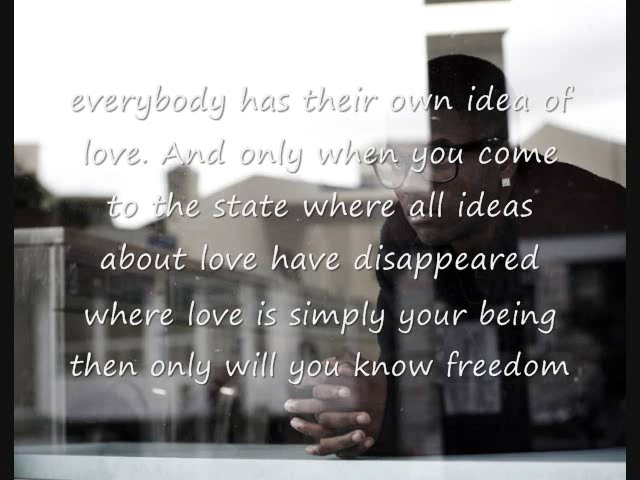 everybody has their own idea of
love. And only when you come
to the state where all ideas
about love have disappeared
where love is simply your being
then only will you know freedom